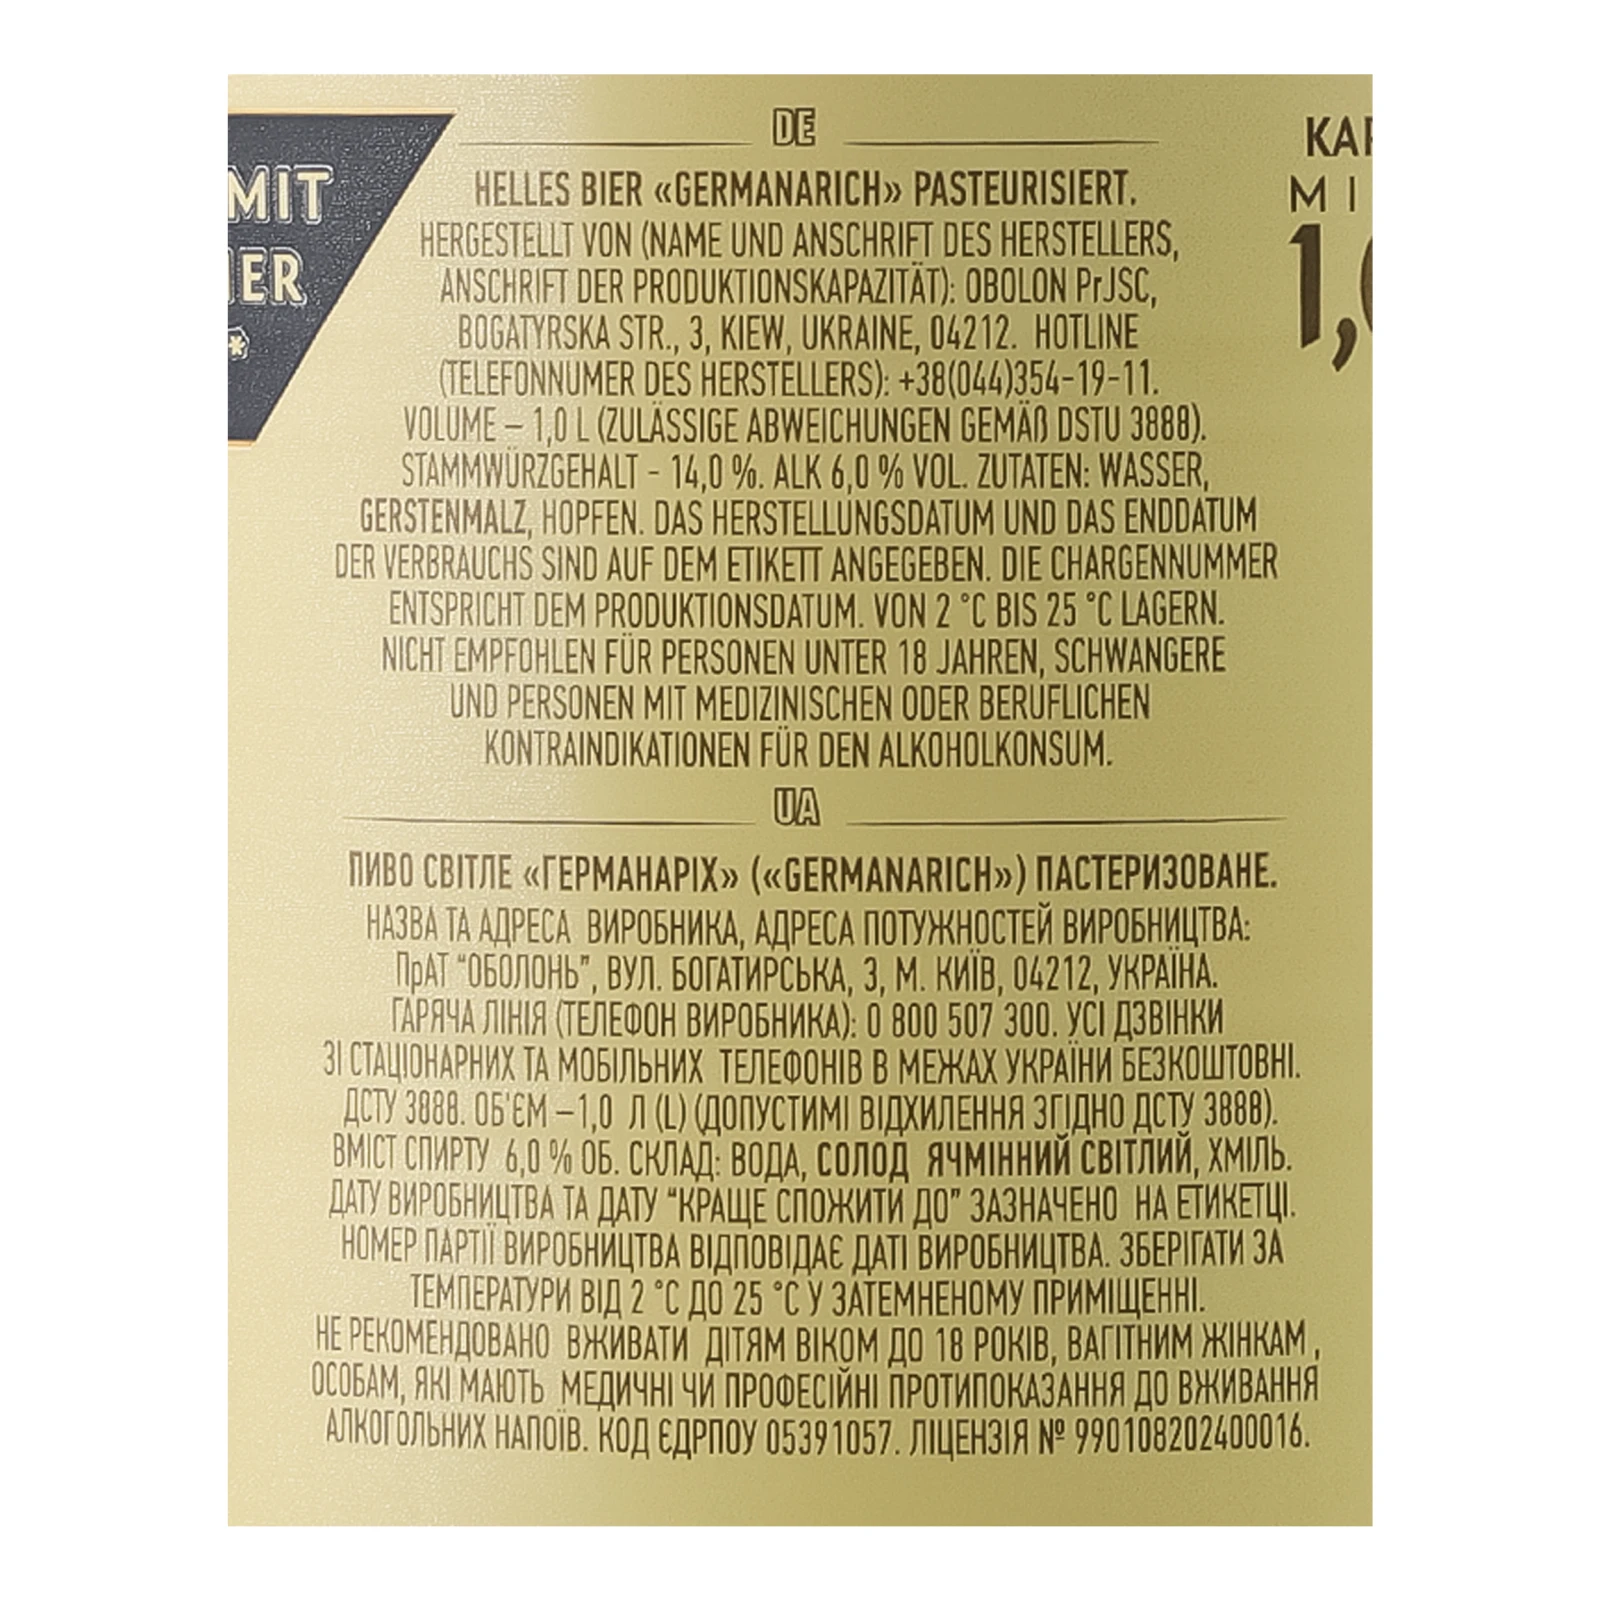 MIT
DE
HELLES BIER «GERMANARICH» PASTEURISIERT.
HERGESTELLT VON (NAME UND ANSCHRIFT DES HERSTELLERS,
ANSCHRIFT DER PRODUKTIONSKAPAZITÄT): OBOLON PrJSC,
BOGATYRSKA STR., 3, KIEW, UKRAINE, 04212. HOTLINE
(TELEFONNUMER DES HERSTELLERS): +38(044)354-19-11.
VOLUME – 1,0 L (ZULÄSSIGE ABWEICHUNGEN GEMÄß DSTU 3888).
STAMMWÜRZGEHALT - 14,0 %. ALK 6,0 % VOL. ZUTATEN: WASSER,
GERSTENMALZ, HOPFEN. DAS HERSTELLUNGSDATUM UND DAS ENDDATUM
DER VERBRAUCHS SIND AUF DEM ETIKETT ANGEGEBEN. DIE CHARGENNUMMER
ENTSPRICHT DEM PRODUKTIONSDATUM. VON 2 °C BIS 25 °C LAGERN.
NICHT EMPFOHLEN FÜR PERSONEN UNTER 18 JAHREN, SCHWANGERE
UND PERSONEN MIT MEDIZINISCHEN ODER BERUFLICHEN
KONTRAINDIKATIONEN FÜR DEN ALKOHOLKONSUM.
UA
ПИВО СВІТЛЕ «ГЕРМАНАРІХ» («GERMANARICH») ПАСТЕРИЗОВАНЕ.
НАЗВА ТА АДРЕСА ВИРОБНИКА, АДРЕСА ПОТУЖНОСТЕЙ ВИРОБНИЦТВА:
ПрАТ “ОБОЛОНЬ”, ВУЛ. БОГАТИРСЬКА, 3, М. КИЇВ, 04212, УКРАЇНА.
ГАРЯЧА ЛІНІЯ (ТЕЛЕФОН ВИРОБНИКА): 0 800 507 300. УСІ ДЗВІНКИ
ЗІ СТАЦІОНАРНИХ ТА МОБІЛЬНИХ ТЕЛЕФОНІВ В МЕЖАХ УКРАЇНИ БЕЗКОШТОВНІ.
ДСТУ 3888. ОБ'ЄМ –1,0 Л (L) (ДОПУСТИМІ ВІДХИЛЕННЯ ЗГІДНО ДСТУ 3888).
ВМІСТ СПИРТУ 6,0 % ОБ. СКЛАД: ВОДА, СОЛОД ЯЧМІННИЙ СВІТЛИЙ, ХМІЛЬ.
ДАТУ ВИРОБНИЦТВА ТА ДАТУ “КРАЩЕ СПОЖИТИ ДО” ЗАЗНАЧЕНО НА ЕТИКЕТЦІ.
НОМЕР ПАРТІЇ ВИРОБНИЦТВА ВІДПОВІДАЄ ДАТІ ВИРОБНИЦТВА. ЗБЕРІГАТИ ЗА
ТЕМПЕРАТУРИ ВІД 2 °C ДО 25 °C У ЗАТЕМНЕНОМУ ПРИМІЩЕННІ.
НЕ РЕКОМЕНДОВАНО ВЖИВАТИ ДІТЯМ ВІКОМ ДО 18 РОКІВ, ВАГІТНИМ ЖІНКАМ ,
ОСОБАМ, ЯКІ МАЮТЬ МЕДИЧНІ ЧИ ПРОФЕСІЙНІ ПРОТИПОКАЗАННЯ ДО ВЖИВАННЯ
АЛКОГОЛЬНИХ НАПОЇВ. КОД ЄДРПОУ 05391057. ЛІЦЕНЗІЯ № 990108202400016.